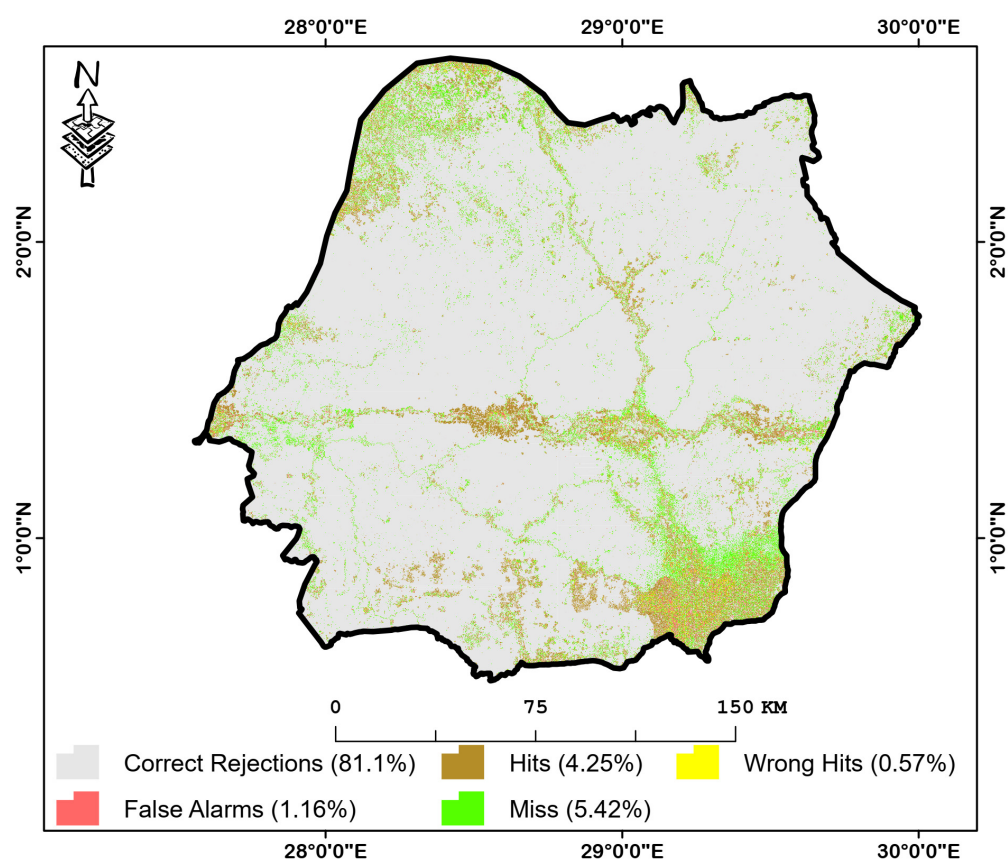 28°0'0"E 29°0'0"E 30°0'0"E
N
2°0'0"N 2°0'0"N
1°0'0"N 1°0'0"N
0 75 150 KM
Correct Rejections (81.1%) Hits (4.25%) Wrong Hits (0.57%)
False Alarms (1.16%) Miss (5.42%)
28°0'0"E 29°0'0"E 30°0'0"E